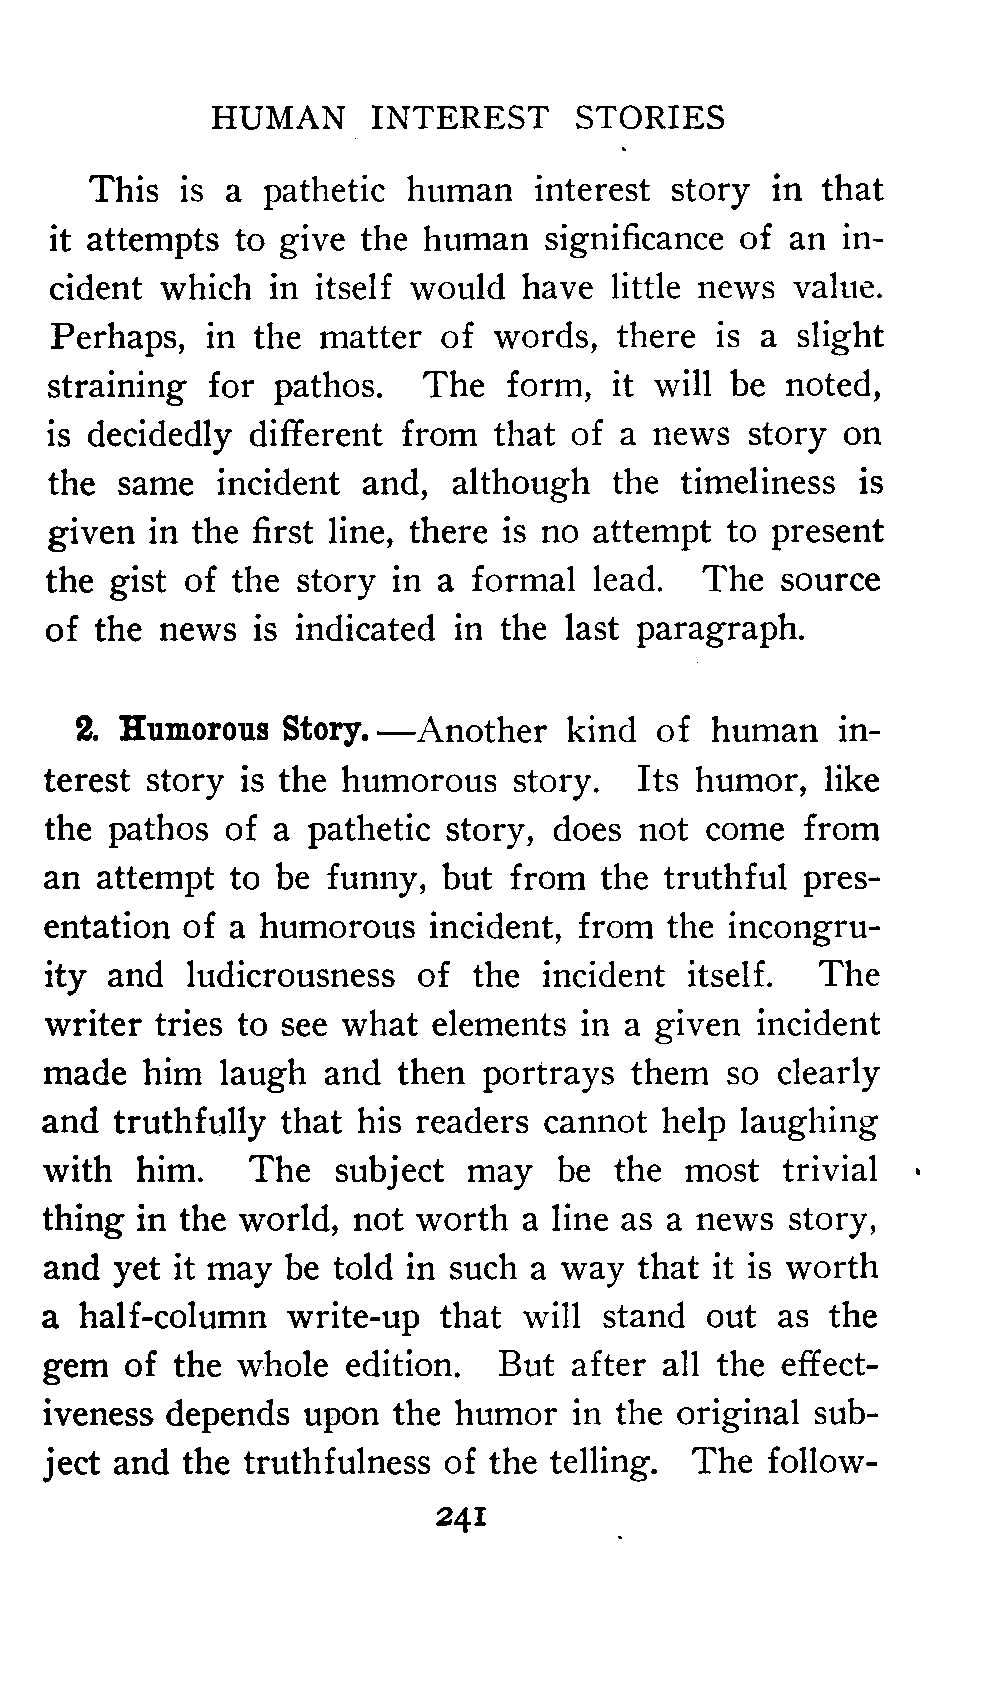 HUMAN INTEREST STORIES
This is a pathetic human interest story in that
it attempts to give the human significance of an in-
cident which in itself would have little news value.
Perhaps, in the matter of words, there is a slight
straining for pathos. The form, it will be noted,
is decidedly different from that of a news story on
the same incident and, although the timeliness is
given in the first line, there is no attempt to present
the gist of the story in a formal lead. The source
of the news is indicated in the last paragraph.
2. Humorous Story.—Another kind of human in-
terest story is the humorous story. Its humor, like
the pathos of a pathetic story, does not come from
an attempt to be funny, but from the truthful pres-
entation of a humorous incident, from the incongru-
ity and ludicrousness of the incident itself. The
writer tries to see what elements in a given incident
made him laugh and then portrays them so clearly
and truthfully that his readers cannot help laughing
with him. The subject may be the most trivial
thing in the world, not worth a line as a news story,
and yet it may be told in such a way that it is worth
a half-column write-up that will stand out as the
gem of the whole edition. But after all the effect-
iveness depends upon the humor in the original sub-
ject and the truthfulness of the telling. The follow-
241